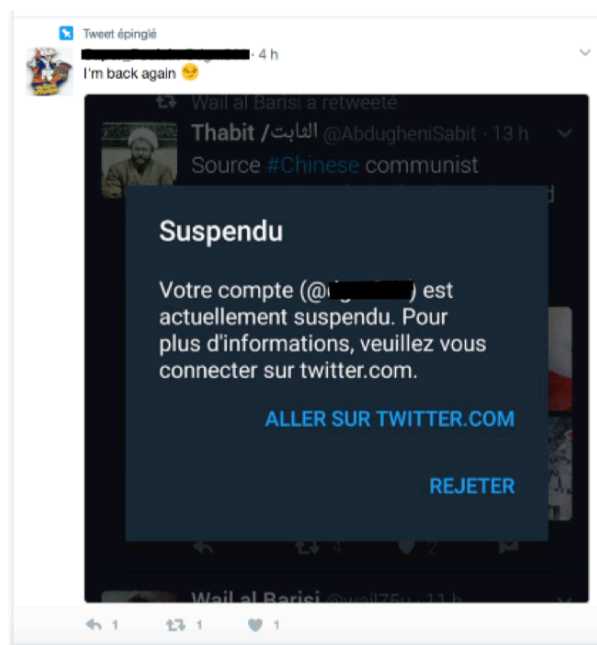 Tweet épinglé
· 4 h
I'm back again 😏
Wail al Barisi a retweeté
Thabit /الثابت @AbdugheniSabit · 13 h
Source #Chinese communist
Suspendu
Votre compte (@ ) est
actuellement suspendu. Pour
plus d'informations, veuillez vous
connecter sur twitter.com.
ALLER SUR TWITTER.COM
REJETER
4 2
Wail al Barisi @wail75u · 11 h
1 1 1